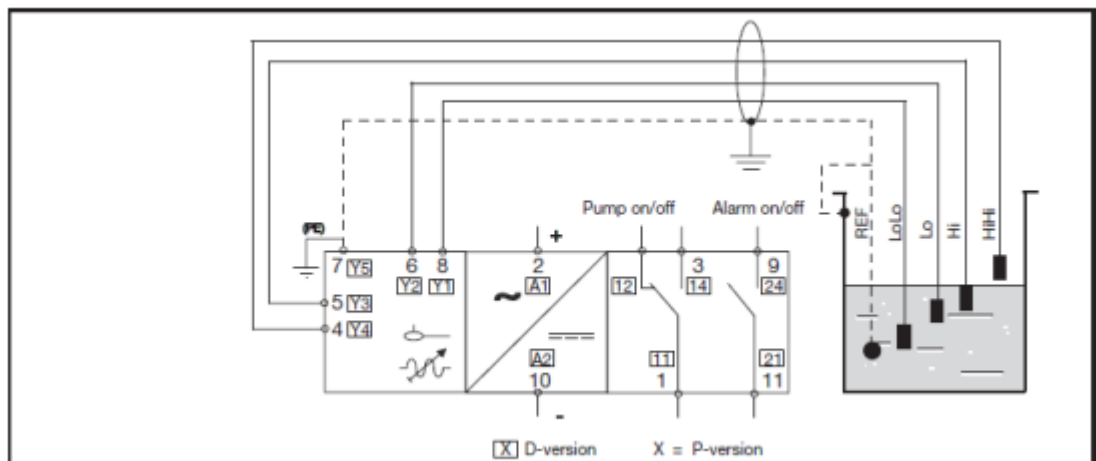 Pump on/off Alarm on/off
REF
LoLo
Lo
Hi
HiHi
(PE)
+
7 Y5 6 8 2 3 9
Y2 Y1 A1 12 14 24
~
5 Y3
4 Y4
A2 11 21
10 1 11
-
X D-version X = P-version